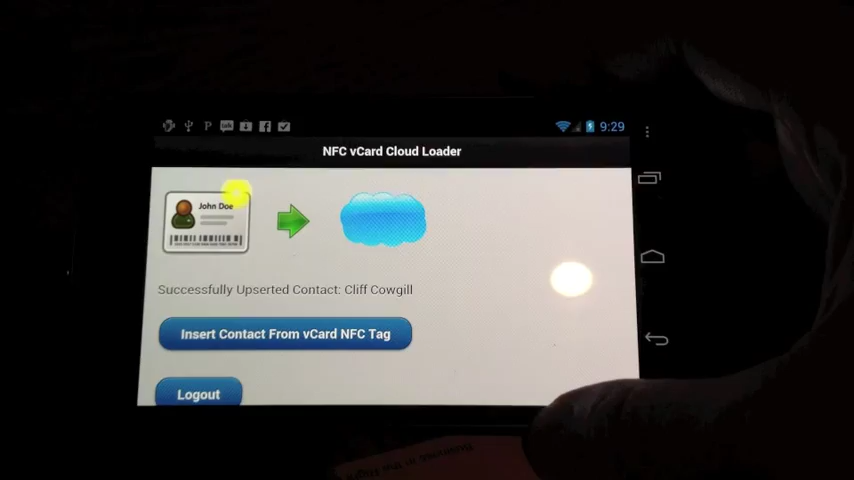 talk
9:29
NFC vCard Cloud Loader
John Doe
Successfully Upserted Contact: Cliff Cowgill
Insert Contact From vCard NFC Tag
Logout